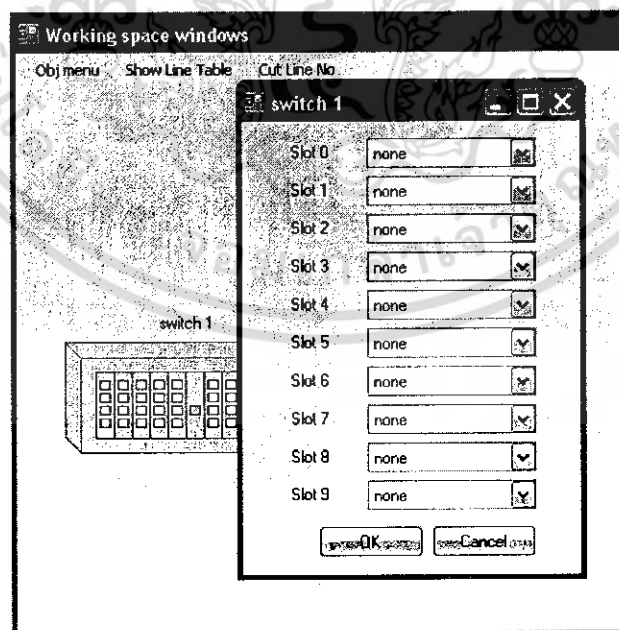 Working space windows
Obj menu Show Line Table Cut Line No
switch 1
Slot 0 none
Slot 1 none
Slot 2 none
Slot 3 none
Slot 4 none
switch 1
Slot 5 none
Slot 6 none
Slot 7 none
Slot 8 none
Slot 9 none
OK Cancel